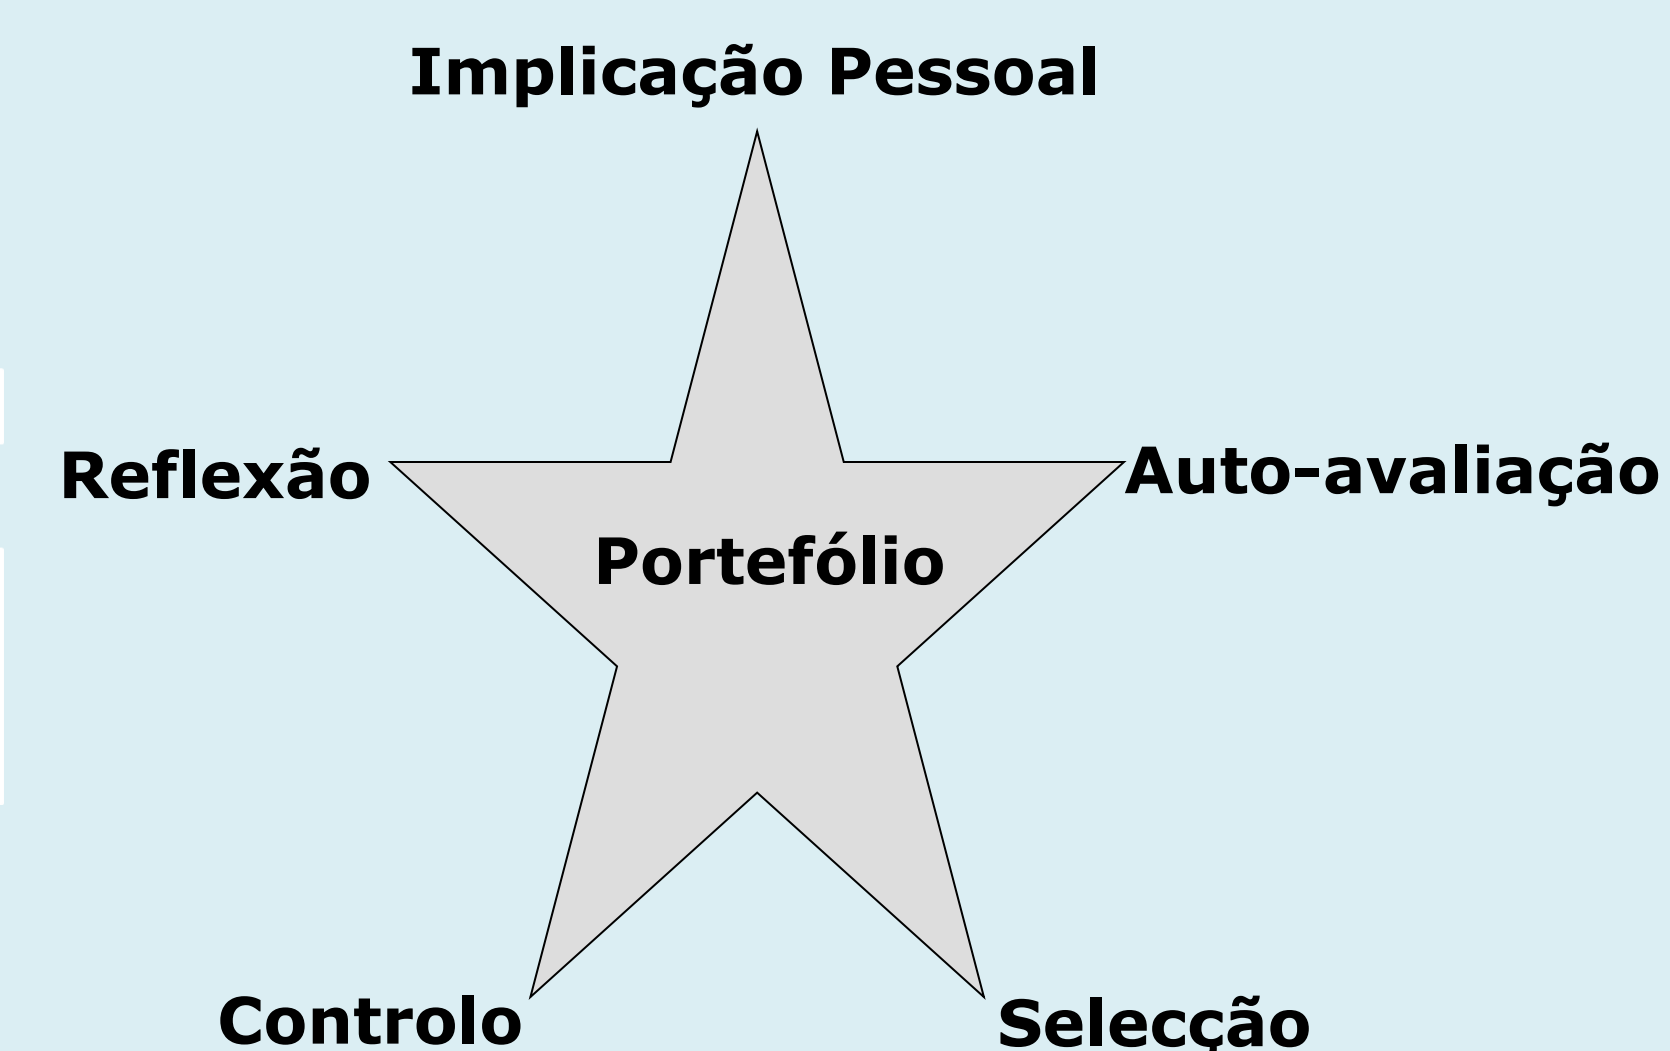 Implicação Pessoal
Reflexão
Auto-avaliação
Portefólio
Controlo
Selecção